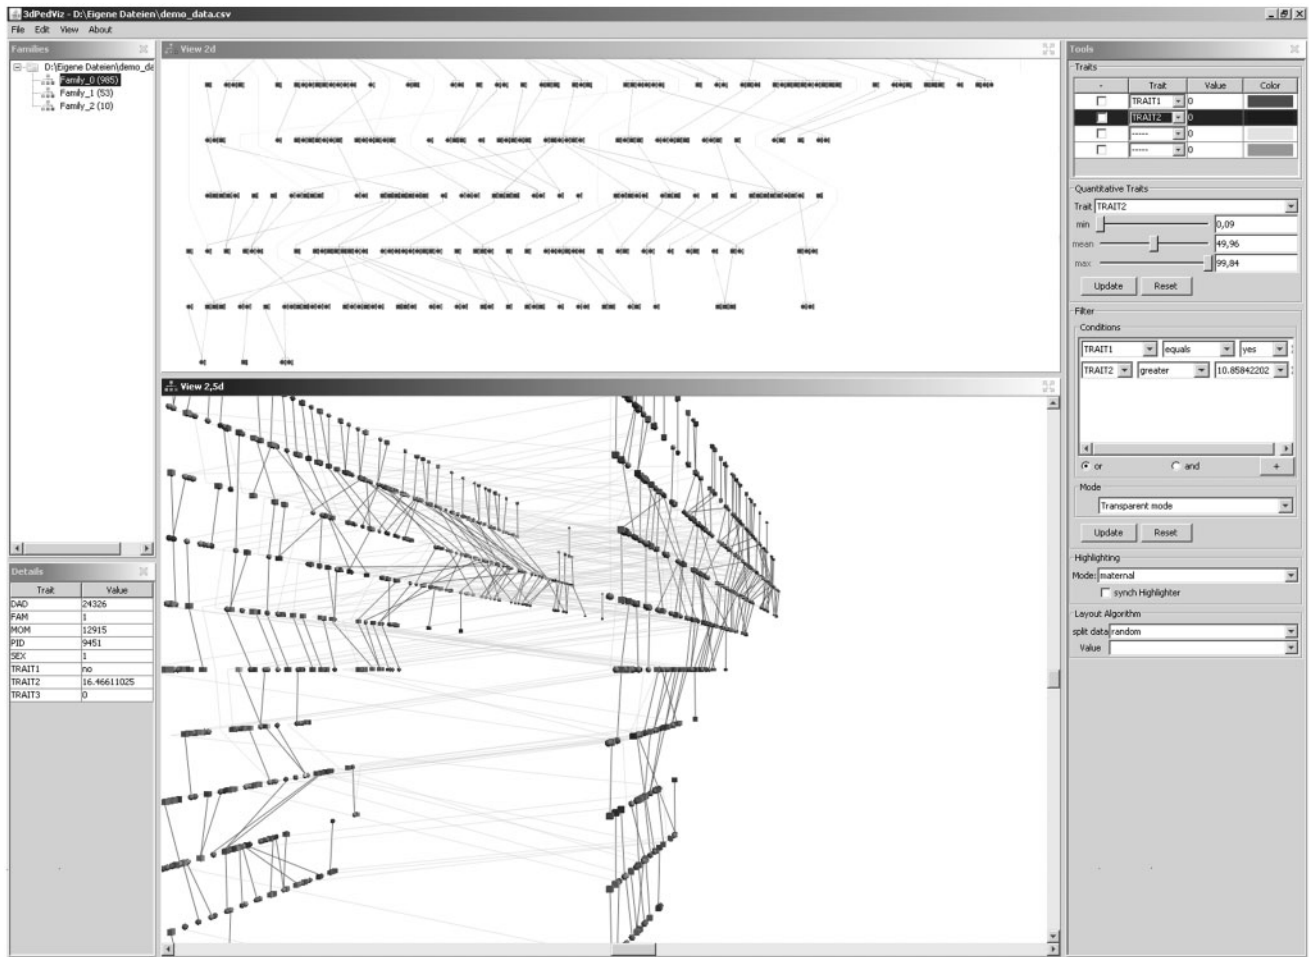 3dPedViz - D:\Eigene Dateien\demo_data.csv
File Edit View About
Families
D:\Eigene Dateien\demo_da
Family_0 (985)
Family_1 (53)
Family_2 (10)
Details
Trait Value
DAD 24326
FAM 1
MOM 12915
PID 9451
SEX 1
TRAIT1 no
TRAIT2 16.46611025
TRAIT3 0
View 2d
View 2,5d
Tools
Traits
- Trait Value Color
TRAIT1 0
TRAIT2 0
----- 0
----- 0
Quantitative Traits
Trait TRAIT2
min 0,09
mean 49,96
max 99,84
Update Reset
Filter
Conditions
TRAIT1 equals yes
TRAIT2 greater 10.85842202
or and +
Mode
Transparent mode
Update Reset
Highlighting
Mode: maternal
synch Highlighter
Layout Algorithm
split data random
Value